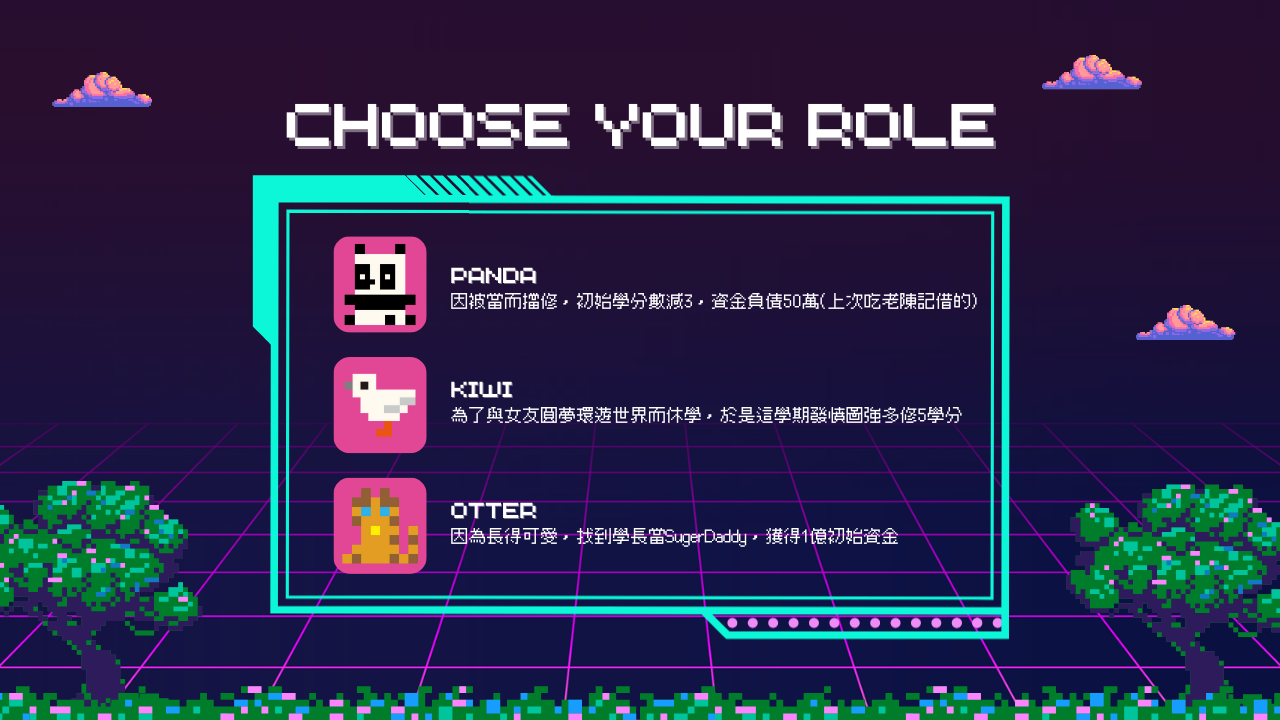 CHOOSE YOUR ROLE
PANDA
因被當而擋修，初始學分數減3，資金負債50萬(上次吃老陳記借的)
KIWI
為了與女友圓夢環遊世界而休學，於是這學期發憤圖強多修5學分
OTTER
因為長得可愛，找到學長當SugerDaddy，獲得1億初始資金